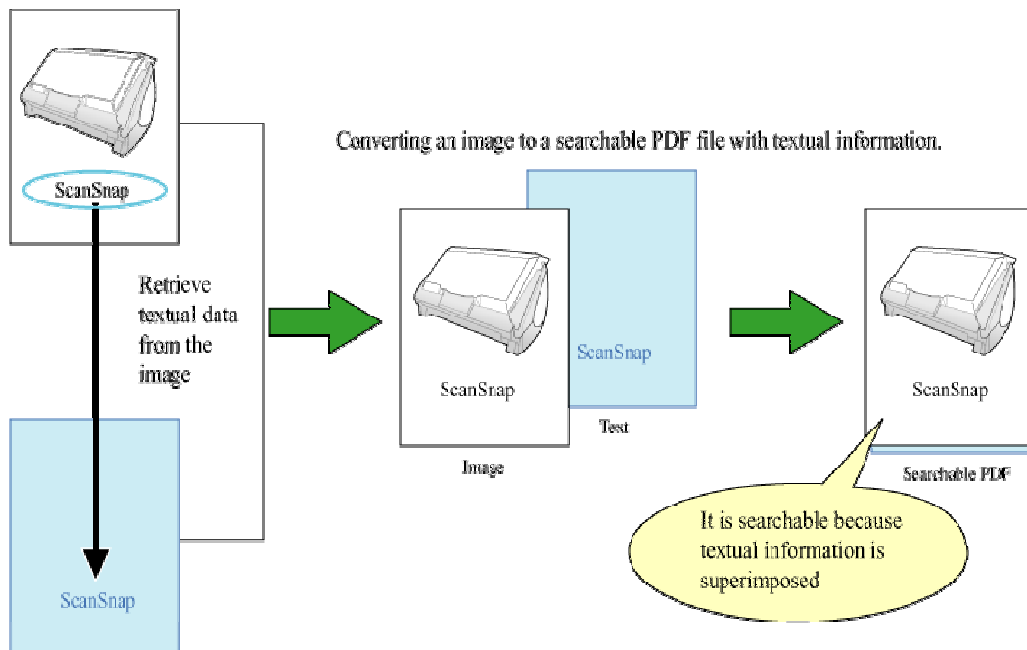 ScanSnap
Retrieve
textual data
from the
image
ScanSnap
Converting an image to a searchable PDF file with textual information.
ScanSnap
Image
ScanSnap
Text
ScanSnap
Searchable PDF
It is searchable because
textual information is
superimposed